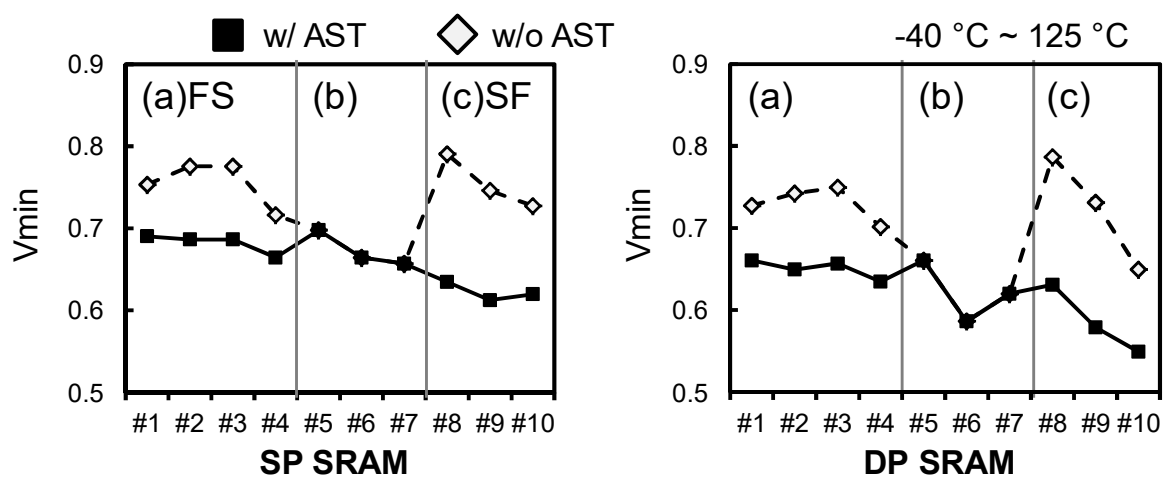 w/ AST w/o AST -40 °C ~ 125 °C
Vmin
0.9
0.8
0.7
0.6
0.5
(a)FS (b) (c)SF
#1 #2 #3 #4 #5 #6 #7 #8 #9 #10
SP SRAM
Vmin
0.9
0.8
0.7
0.6
0.5
(a) (b) (c)
#1 #2 #3 #4 #5 #6 #7 #8 #9 #10
DP SRAM